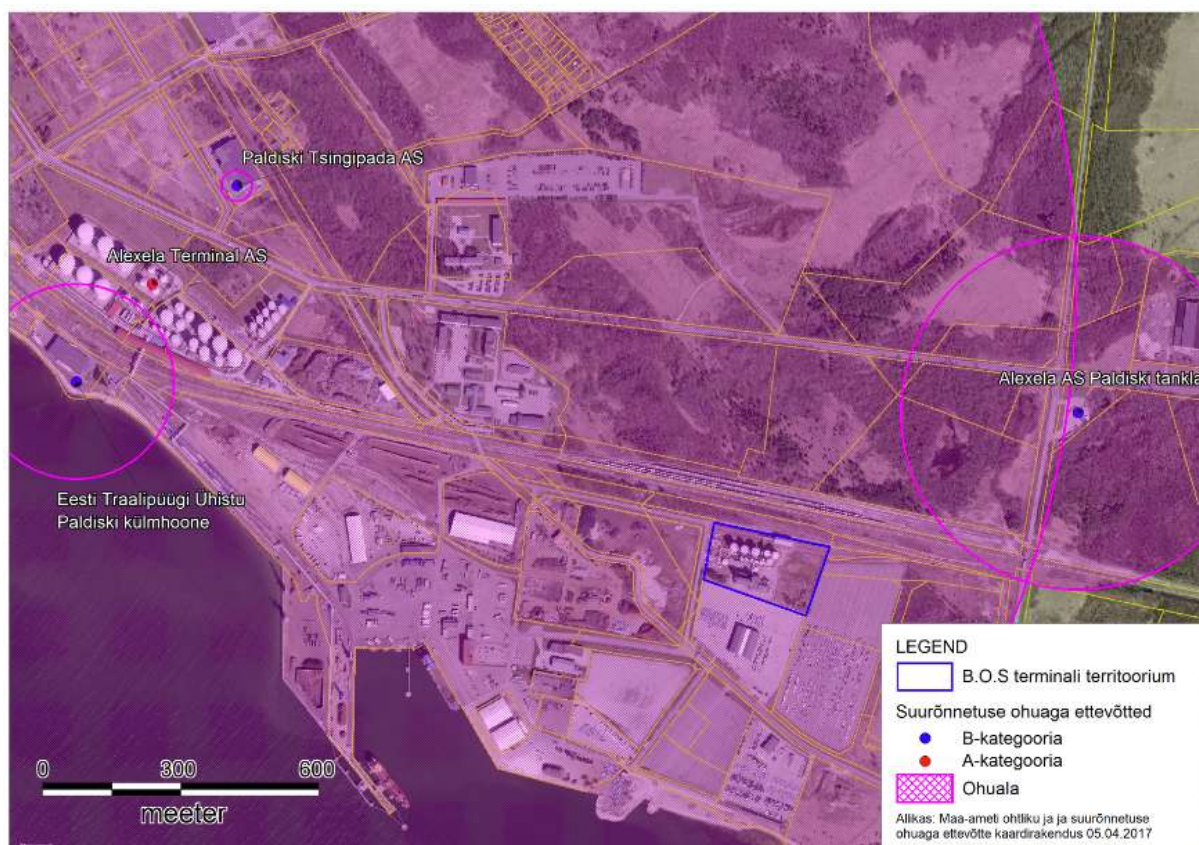 Paldiski Tsingipada AS
Alexela Terminal AS
Alexela AS Paldiski tankla
Eesti Traalipüügi Ühistu
Paldiski külmhoone
0 300 600
meeter
LEGEND
B.O.S terminali territoorium
Suurõnnetuse ohuaga ettevõtted
B-kategooria
A-kategooria
Ohuala
Allikas: Maa-ameti ohtliku ja ja suurõnnetuse
ohuaga ettevõtte kaardirakendus 05.04.2017